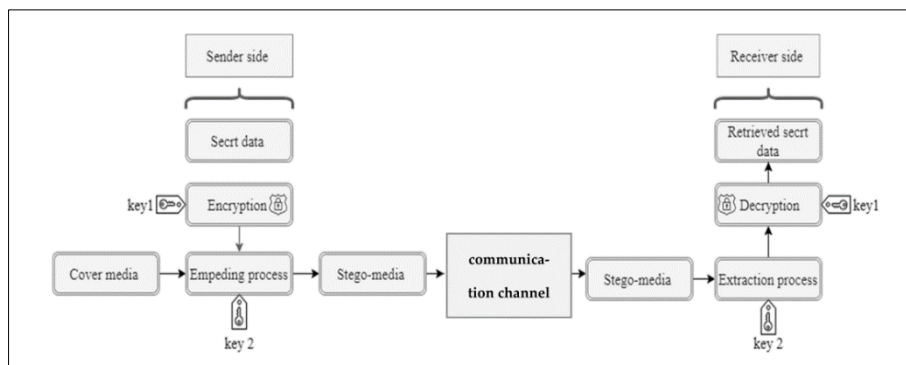 Sender side
Receiver side
Secrt data
Retrieved secrt
data
key1
Encryption
Decryption
key1
Cover media
Empeding process
Stego-media
communica-
tion channel
Stego-media
Extraction process
key 2
key 2